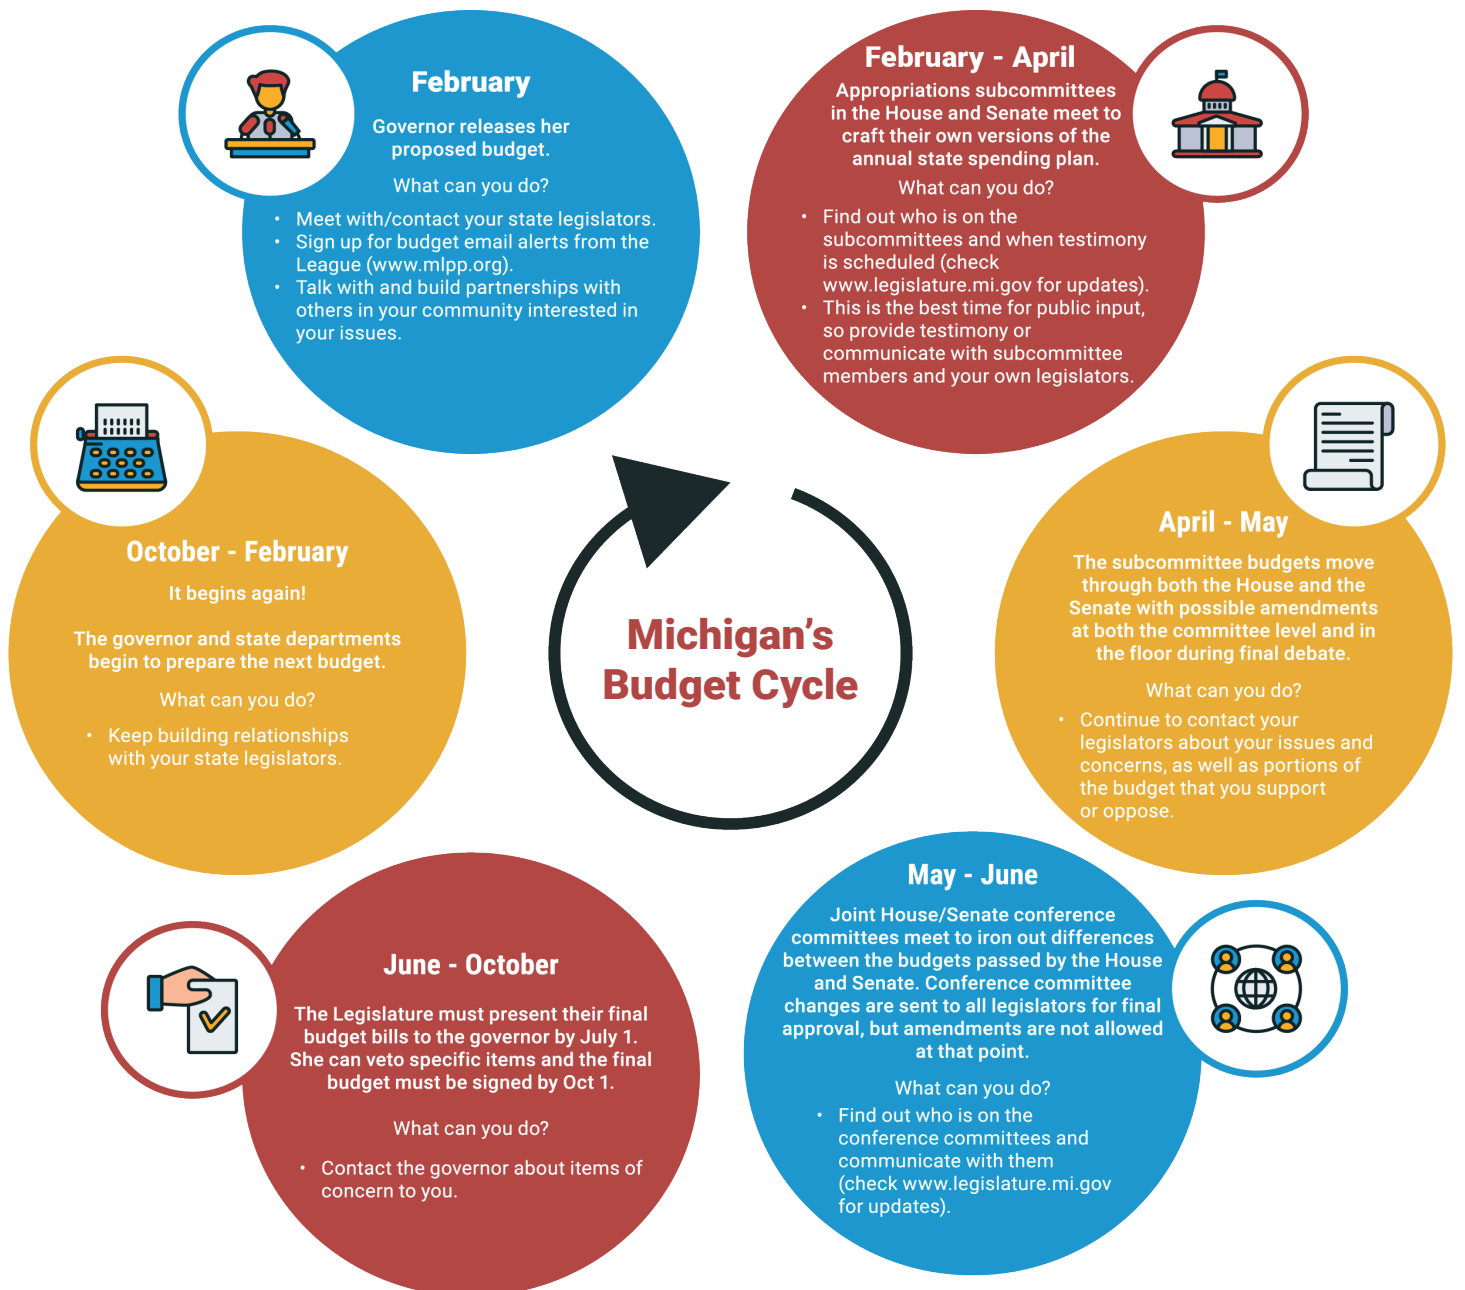 February
Governor releases her
proposed budget.
What can you do?
• Meet with/contact your state legislators.
• Sign up for budget email alerts from the
League (www.mlpp.org).
• Talk with and build partnerships with
others in your community interested in
your issues.
February - April
Appropriations subcommittees
in the House and Senate meet to
craft their own versions of the
annual state spending plan.
What can you do?
• Find out who is on the
subcommittees and when testimony
is scheduled (check
www.legislature.mi.gov for updates).
• This is the best time for public input,
so provide testimony or
communicate with subcommittee
members and your own legislators.
April - May
The subcommittee budgets move
through both the House and the
Senate with possible amendments
at both the committee level and in
the floor during final debate.
What can you do?
• Continue to contact your
legislators about your issues and
concerns, as well as portions of
the budget that you support
or oppose.
May - June
Joint House/Senate conference
committees meet to iron out differences
between the budgets passed by the House
and Senate. Conference committee
changes are sent to all legislators for final
approval, but amendments are not allowed
at that point.
What can you do?
• Find out who is on the
conference committees and
communicate with them
(check www.legislature.mi.gov
for updates).
June - October
The Legislature must present their final
budget bills to the governor by July 1.
She can veto specific items and the final
budget must be signed by Oct 1.
What can you do?
• Contact the governor about items of
concern to you.
October - February
It begins again!
The governor and state departments
begin to prepare the next budget.
What can you do?
• Keep building relationships
with your state legislators.
Michigan's
Budget Cycle